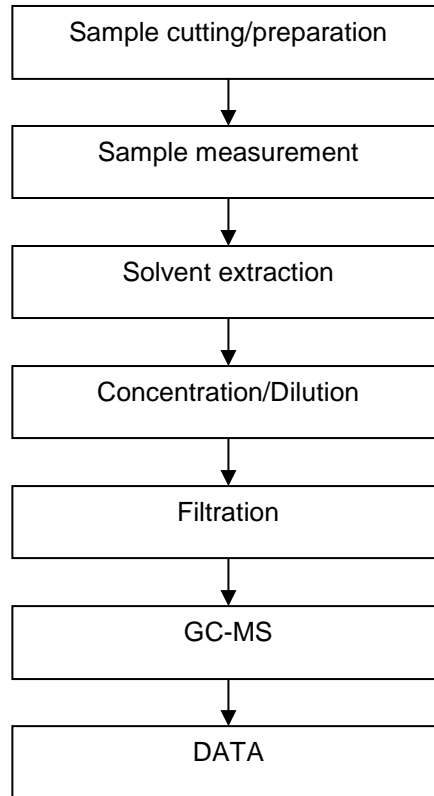 Sample cutting/preparation
Sample measurement
Solvent extraction
Concentration/Dilution
Filtration
GC-MS
DATA